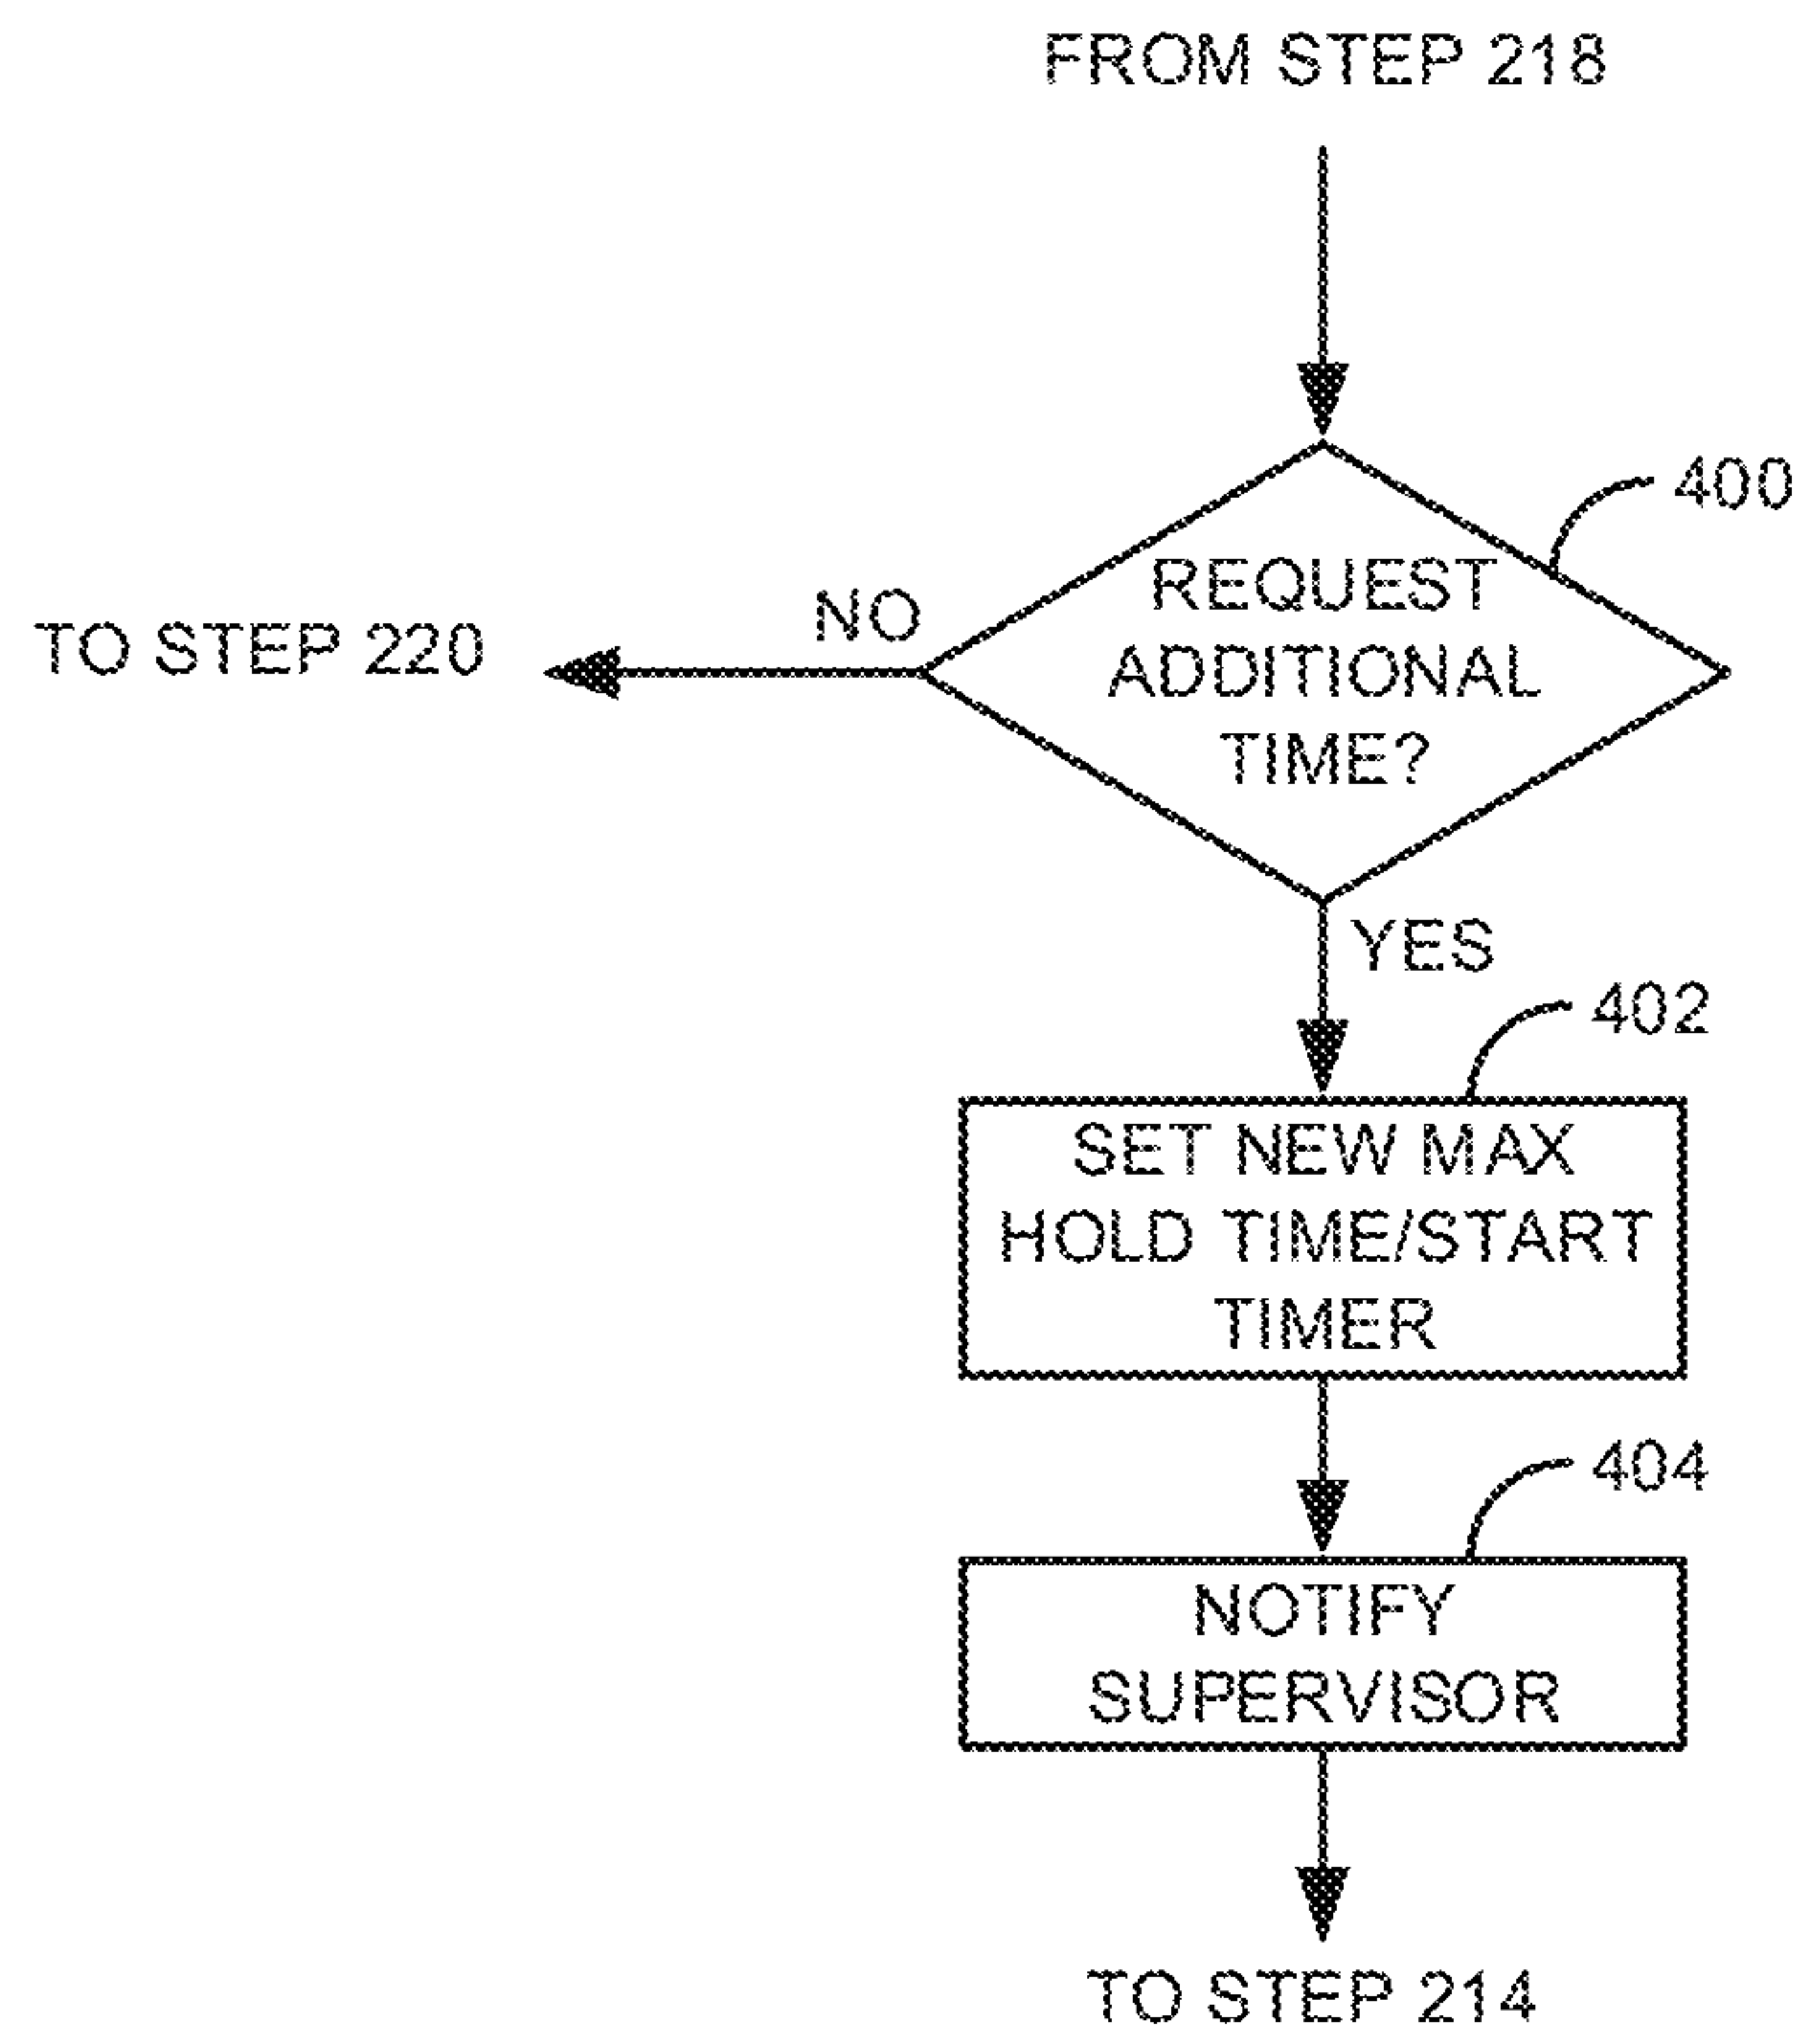 FROM STEP 218
400
REQUEST
ADDITIONAL
TIME?
NO
TO STEP 220
YES
402
SET NEW MAX
HOLD TIME/START
TIMER
404
NOTIFY
SUPERVISOR
TO STEP 214